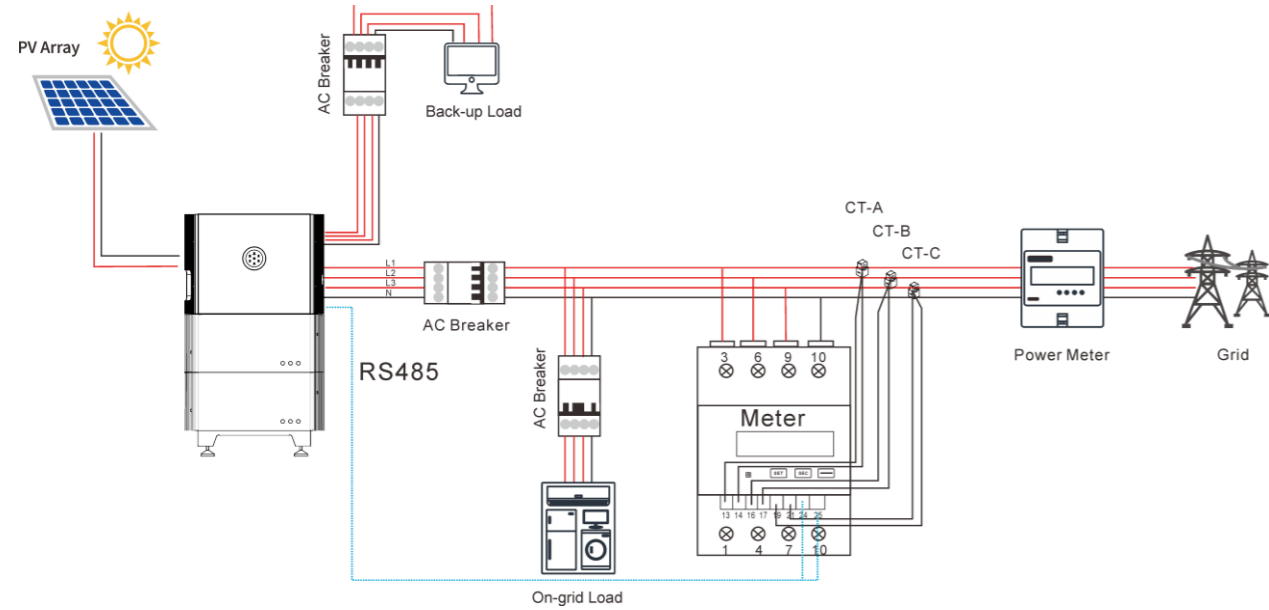 PV Array
AC Breaker
Back-up Load
CT-A
CT-B
CT-C
L1
L2
L3
N
AC Breaker
RS485
AC Breaker
Power Meter
Grid
3 6 9 10
Meter
SET SEC
13 14 16 17 19 21 24 25
1 4 7 10
On-grid Load